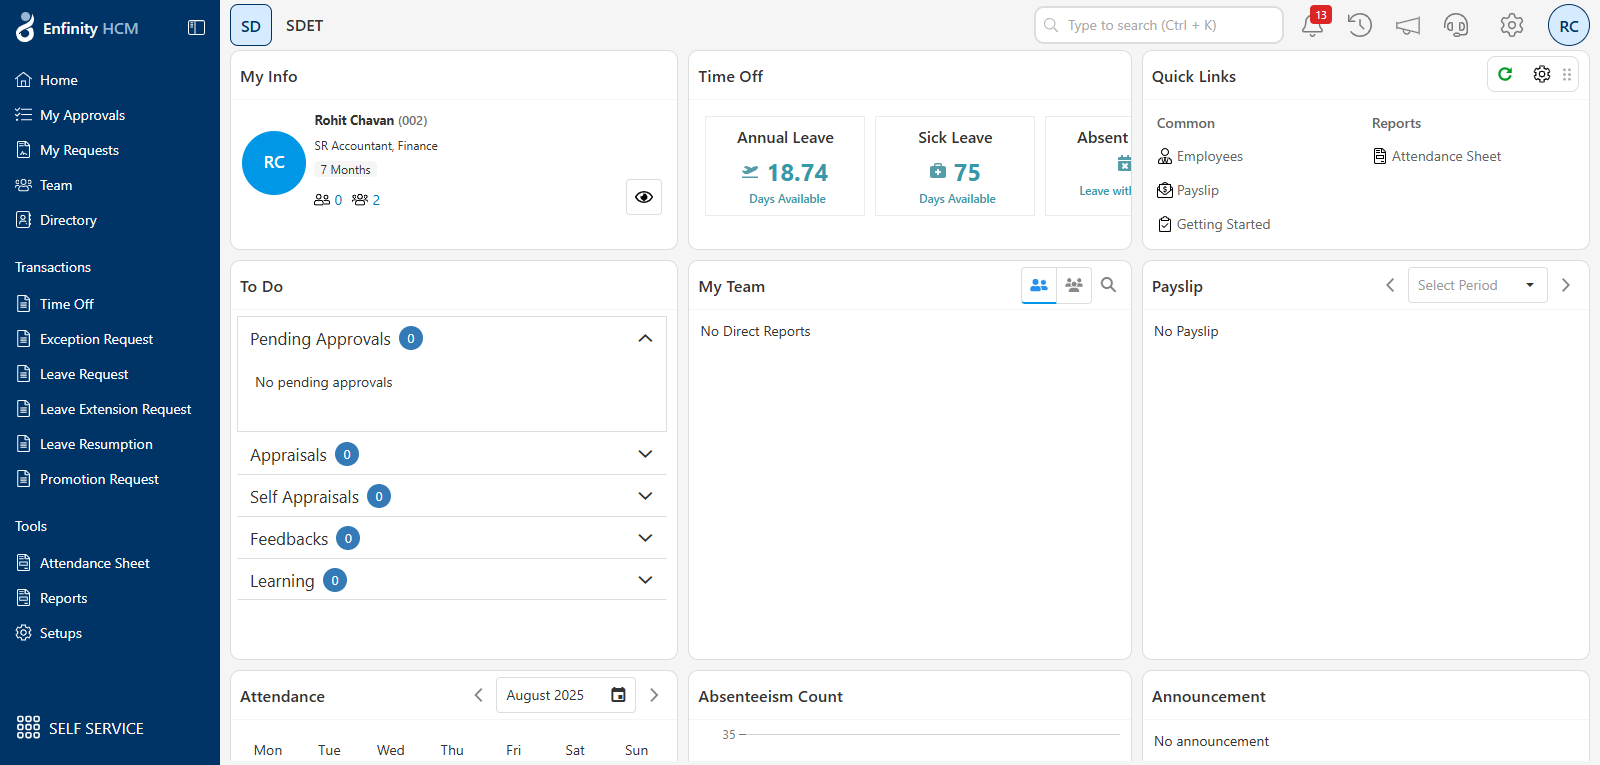 Enfinity HCM
Home
My Approvals
My Requests
Team
Directory
Transactions
Time Off
Exception Request
Leave Request
Leave Extension Request
Leave Resumption
Promotion Request
Tools
Attendance Sheet
Reports
Setups
SELF SERVICE
SD SDET
Type to search (Ctrl + K)
13
RC
My Info
RC
Rohit Chavan (002)
SR Accountant, Finance
7 Months
0 2
Time Off
Annual Leave
18.74
Days Available
Sick Leave
75
Days Available
Absent
Leave with
Quick Links
Common
Employees
Payslip
Getting Started
Reports
Attendance Sheet
To Do
Pending Approvals 0
No pending approvals
Appraisals 0
Self Appraisals 0
Feedbacks 0
Learning 0
My Team
No Direct Reports
Payslip
Select Period
No Payslip
Attendance
August 2025
Mon Tue Wed Thu Fri Sat Sun
Absenteeism Count
35
Announcement
No announcement